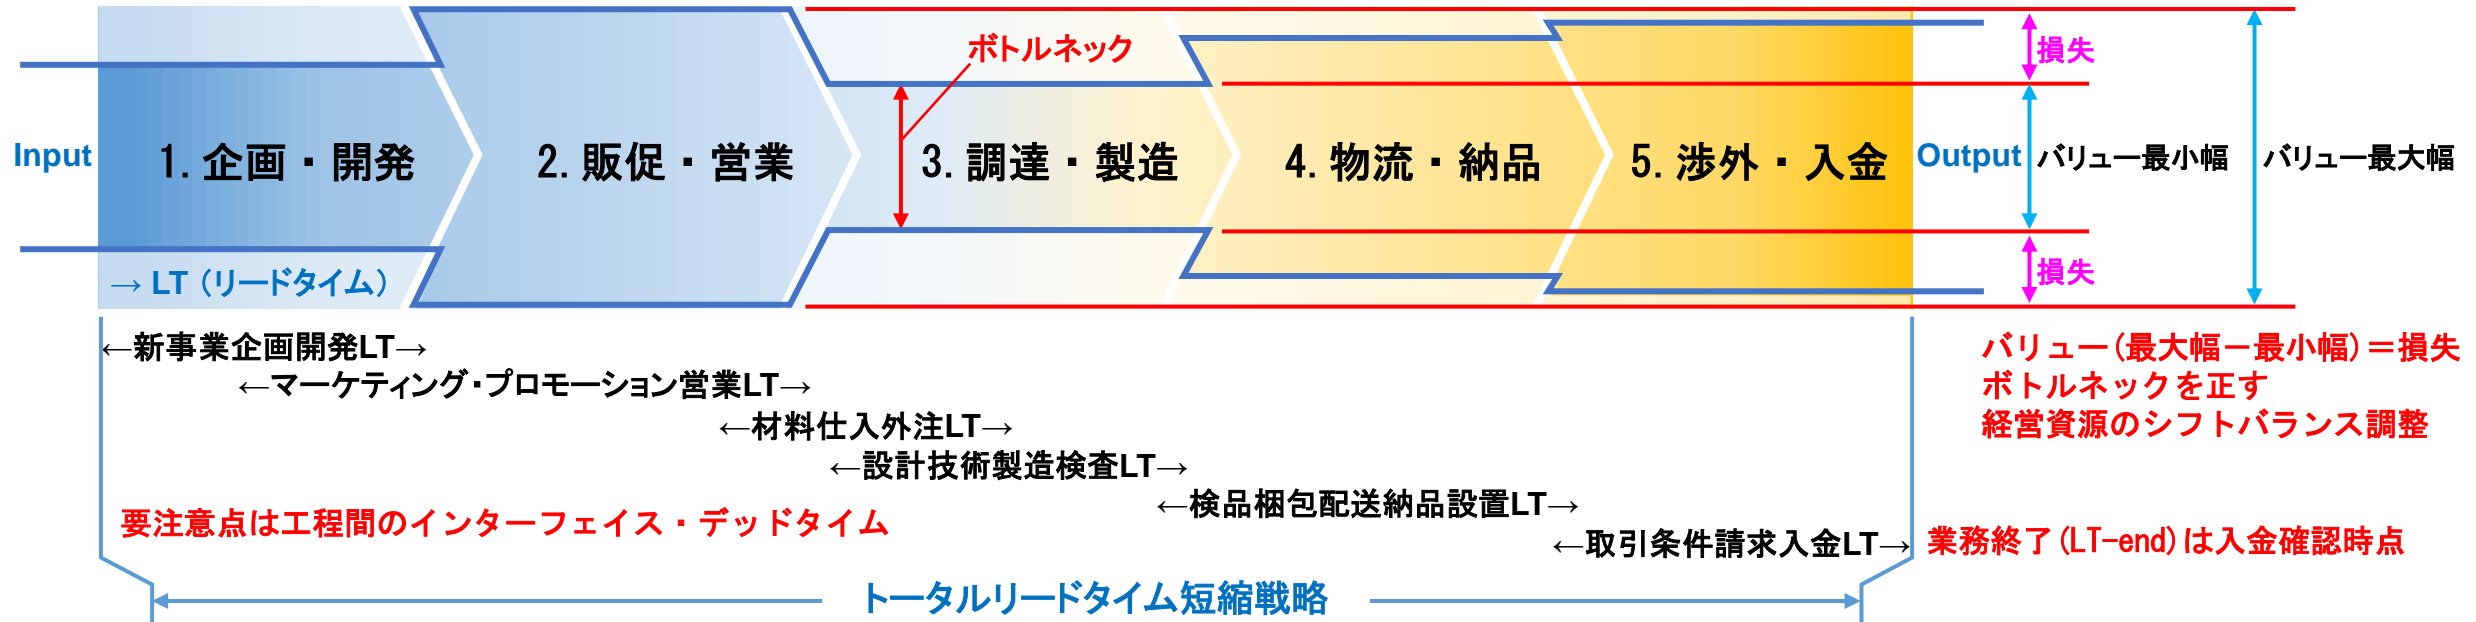 ボトルネック
損失
Input
1.企画・開発
2.販促・営業
3.調達・製造
4.物流・納品
5.渉外・入金
Output
バリュー最小幅
バリュー最大幅
→ LT（リードタイム）
損失
←新事業企画開発LT→
←マーケティング・プロモーション営業LT→
←材料仕入外注LT→
←設計技術製造検査LT→
←検品梱包配送納品設置LT→
←取引条件請求入金LT→
バリュー(最大幅－最小幅)＝損失
ボトルネックを正す
経営資源のシフトバランス調整
要注意点は工程間のインターフェイス・デッドタイム
業務終了(LT-end)は入金確認時点
トータルリードタイム短縮戦略